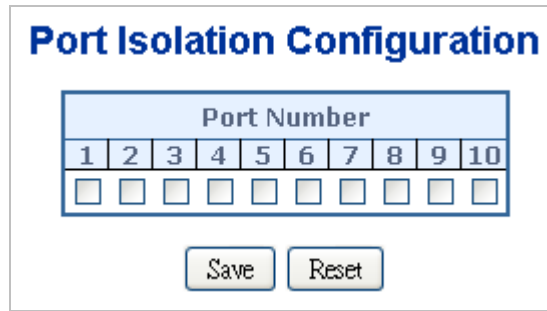 Port Isolation Configuration
Port Number
1 2 3 4 5 6 7 8 9 10
Save Reset